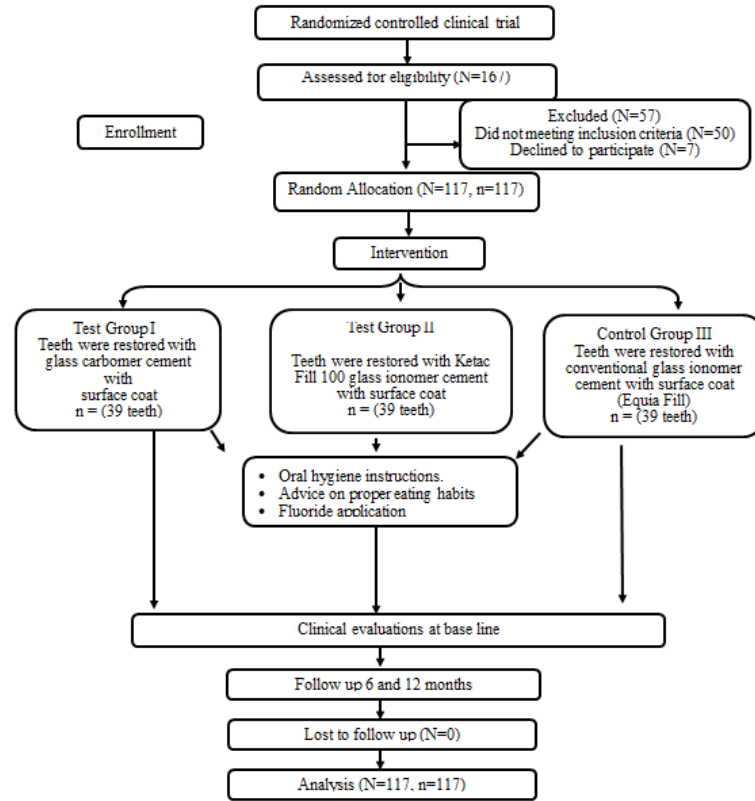 Randomized controlled clinical trial
Assessed for eligibility (N=167)
Excluded (N=57)
Did not meeting inclusion criteria (N=50)
Declined to participate (N=7)
Enrollment
Random Allocation (N=117, n=117)
Intervention
Test Group I
Teeth were restored with
glass carbomer cement
with
surface coat
n = (39 teeth)
Test Group II
Teeth were restored with Ketac
Fill 100 glass ionomer cement
with surface coat
n = (39 teeth)
Control Group III
Teeth were restored with
conventional glass ionomer
cement with surface coat
(Equia Fill)
n = (39 teeth)
• Oral hygiene instructions.
• Advice on proper eating habits
• Fluoride application
Clinical evaluations at base line
Follow up 6 and 12 months
Lost to follow up (N=0)
Analysis (N=117, n=117)